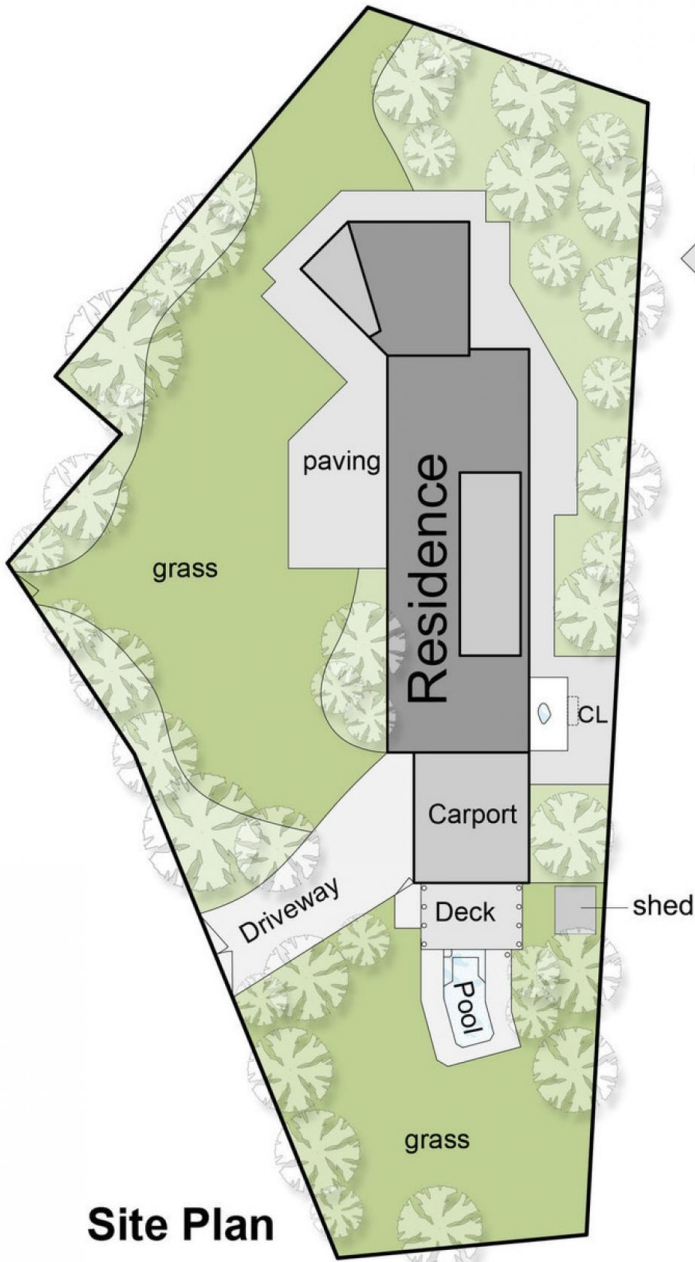 paving
Residence
grass
CL
Carport
Driveway
Deck
shed
Pool
grass
Site Plan